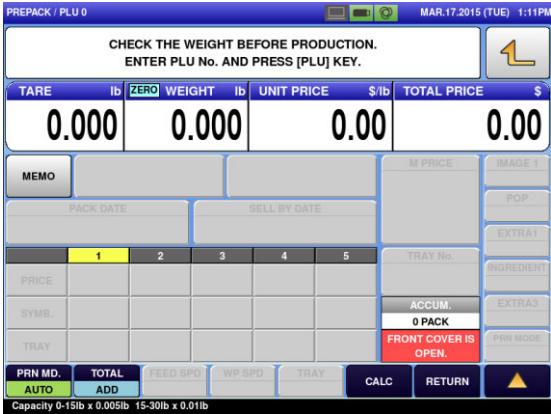 PREPACK / PLU 0
MAR.17.2015 (TUE) 1:11PM
CHECK THE WEIGHT BEFORE PRODUCTION.
ENTER PLU No. AND PRESS [PLU] KEY.
TARE lb ZERO WEIGHT lb UNIT PRICE $/lb TOTAL PRICE $
0.000 0.000 0.00 0.00
MEMO M PRICE IMAGE 1
POP
PACK DATE SELL BY DATE
EXTRA1
1 2 3 4 5 TRAY No.
INGREDIENT
PRICE
SYMB. ACCUM. EXTRA3
0 PACK
TRAY FRONT COVER IS PRN MODE
OPEN.
PRN MD. TOTAL FEED SPD WP SPD TRAY CALC RETURN
AUTO ADD
Capacity 0-15lb x 0.005lb 15-30lb x 0.01lb